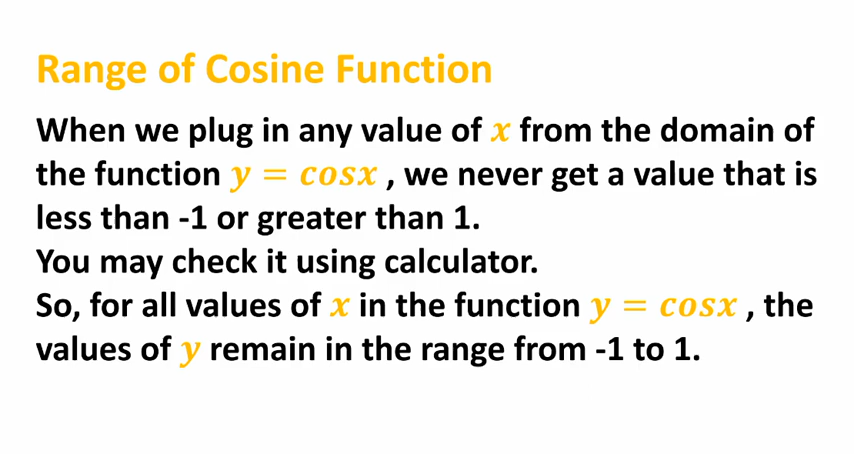 Range of Cosine Function
When we plug in any value of x from the domain of
the function y = cosx , we never get a value that is
less than -1 or greater than 1.
You may check it using calculator.
So, for all values of x in the function y = cosx , the
values of y remain in the range from -1 to 1.